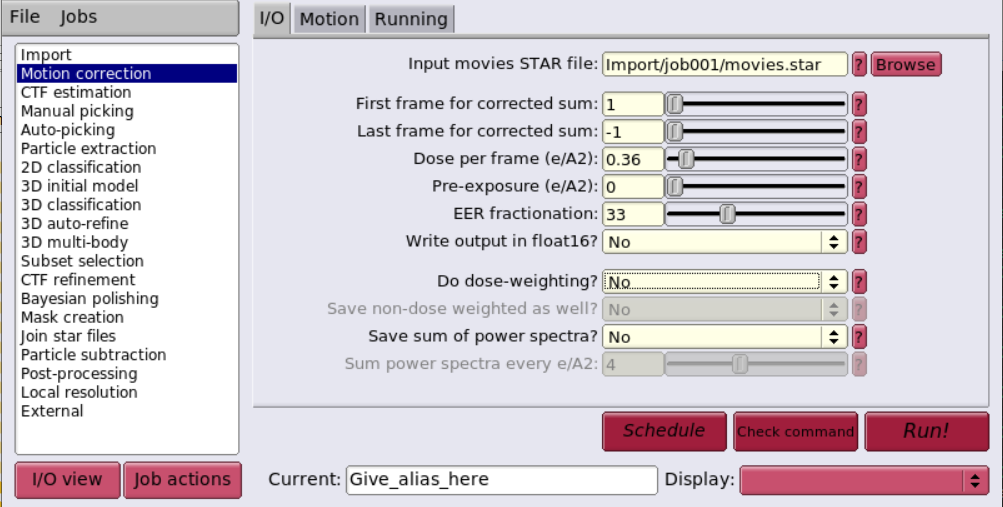 File Jobs
Import
Motion correction
CTF estimation
Manual picking
Auto-picking
Particle extraction
2D classification
3D initial model
3D classification
3D auto-refine
3D multi-body
Subset selection
CTF refinement
Bayesian polishing
Mask creation
Join star files
Particle subtraction
Post-processing
Local resolution
External
I/O view Job actions
I/O Motion Running
Input movies STAR file: Import/job001/movies.star ? Browse
First frame for corrected sum: 1 ?
Last frame for corrected sum: -1 ?
Dose per frame (e/A2): 0.36 ?
Pre-exposure (e/A2): 0 ?
EER fractionation: 33 ?
Write output in float16? No ?
Do dose-weighting? No ?
Save non-dose weighted as well? No ?
Save sum of power spectra? No ?
Sum power spectra every e/A2: 4 ?
Schedule Check command Run!
Current: Give_alias_here Display: